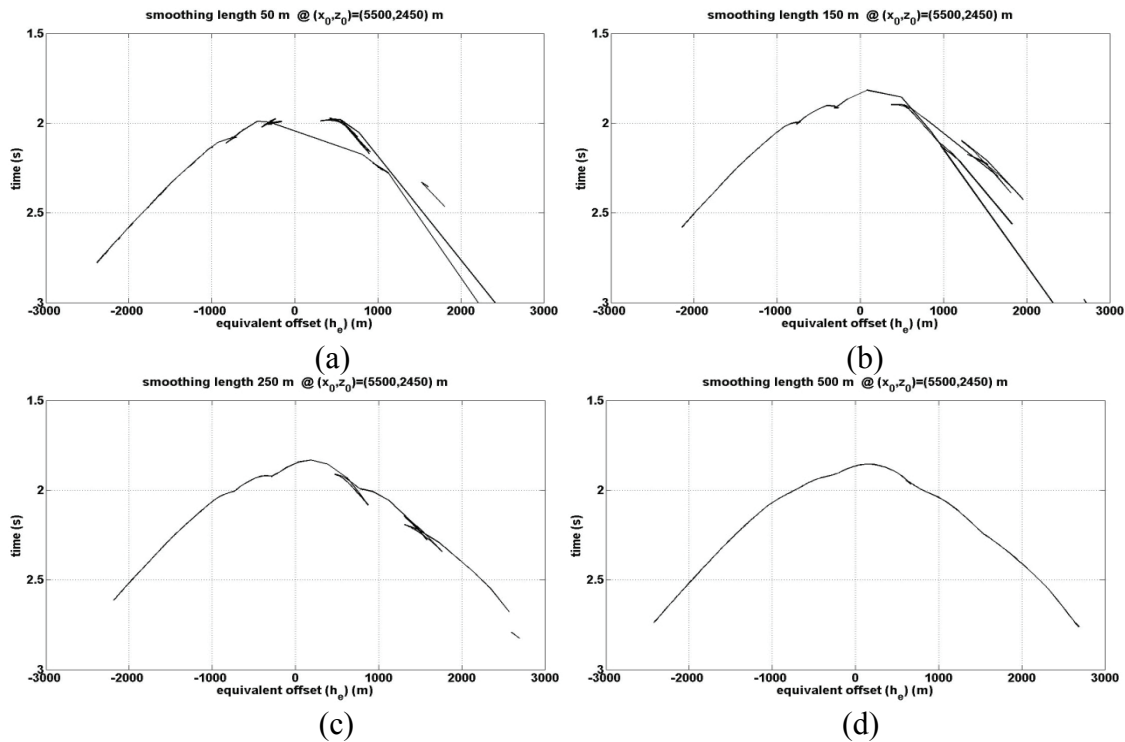 smoothing length 50 m @ (x0,z0)=(5500,2450) m
1.5
2
2.5
3
time (s)
-3000 -2000 -1000 0 1000 2000 3000
equivalent offset (he) (m)
(a)
smoothing length 150 m @ (x0,z0)=(5500,2450) m
1.5
2
2.5
3
time (s)
-3000 -2000 -1000 0 1000 2000 3000
equivalent offset (he) (m)
(b)
smoothing length 250 m @ (x0,z0)=(5500,2450) m
1.5
2
2.5
3
time (s)
-3000 -2000 -1000 0 1000 2000 3000
equivalent offset (he) (m)
(c)
smoothing length 500 m @ (x0,z0)=(5500,2450) m
1.5
2
2.5
3
time (s)
-3000 -2000 -1000 0 1000 2000 3000
equivalent offset (he) (m)
(d)